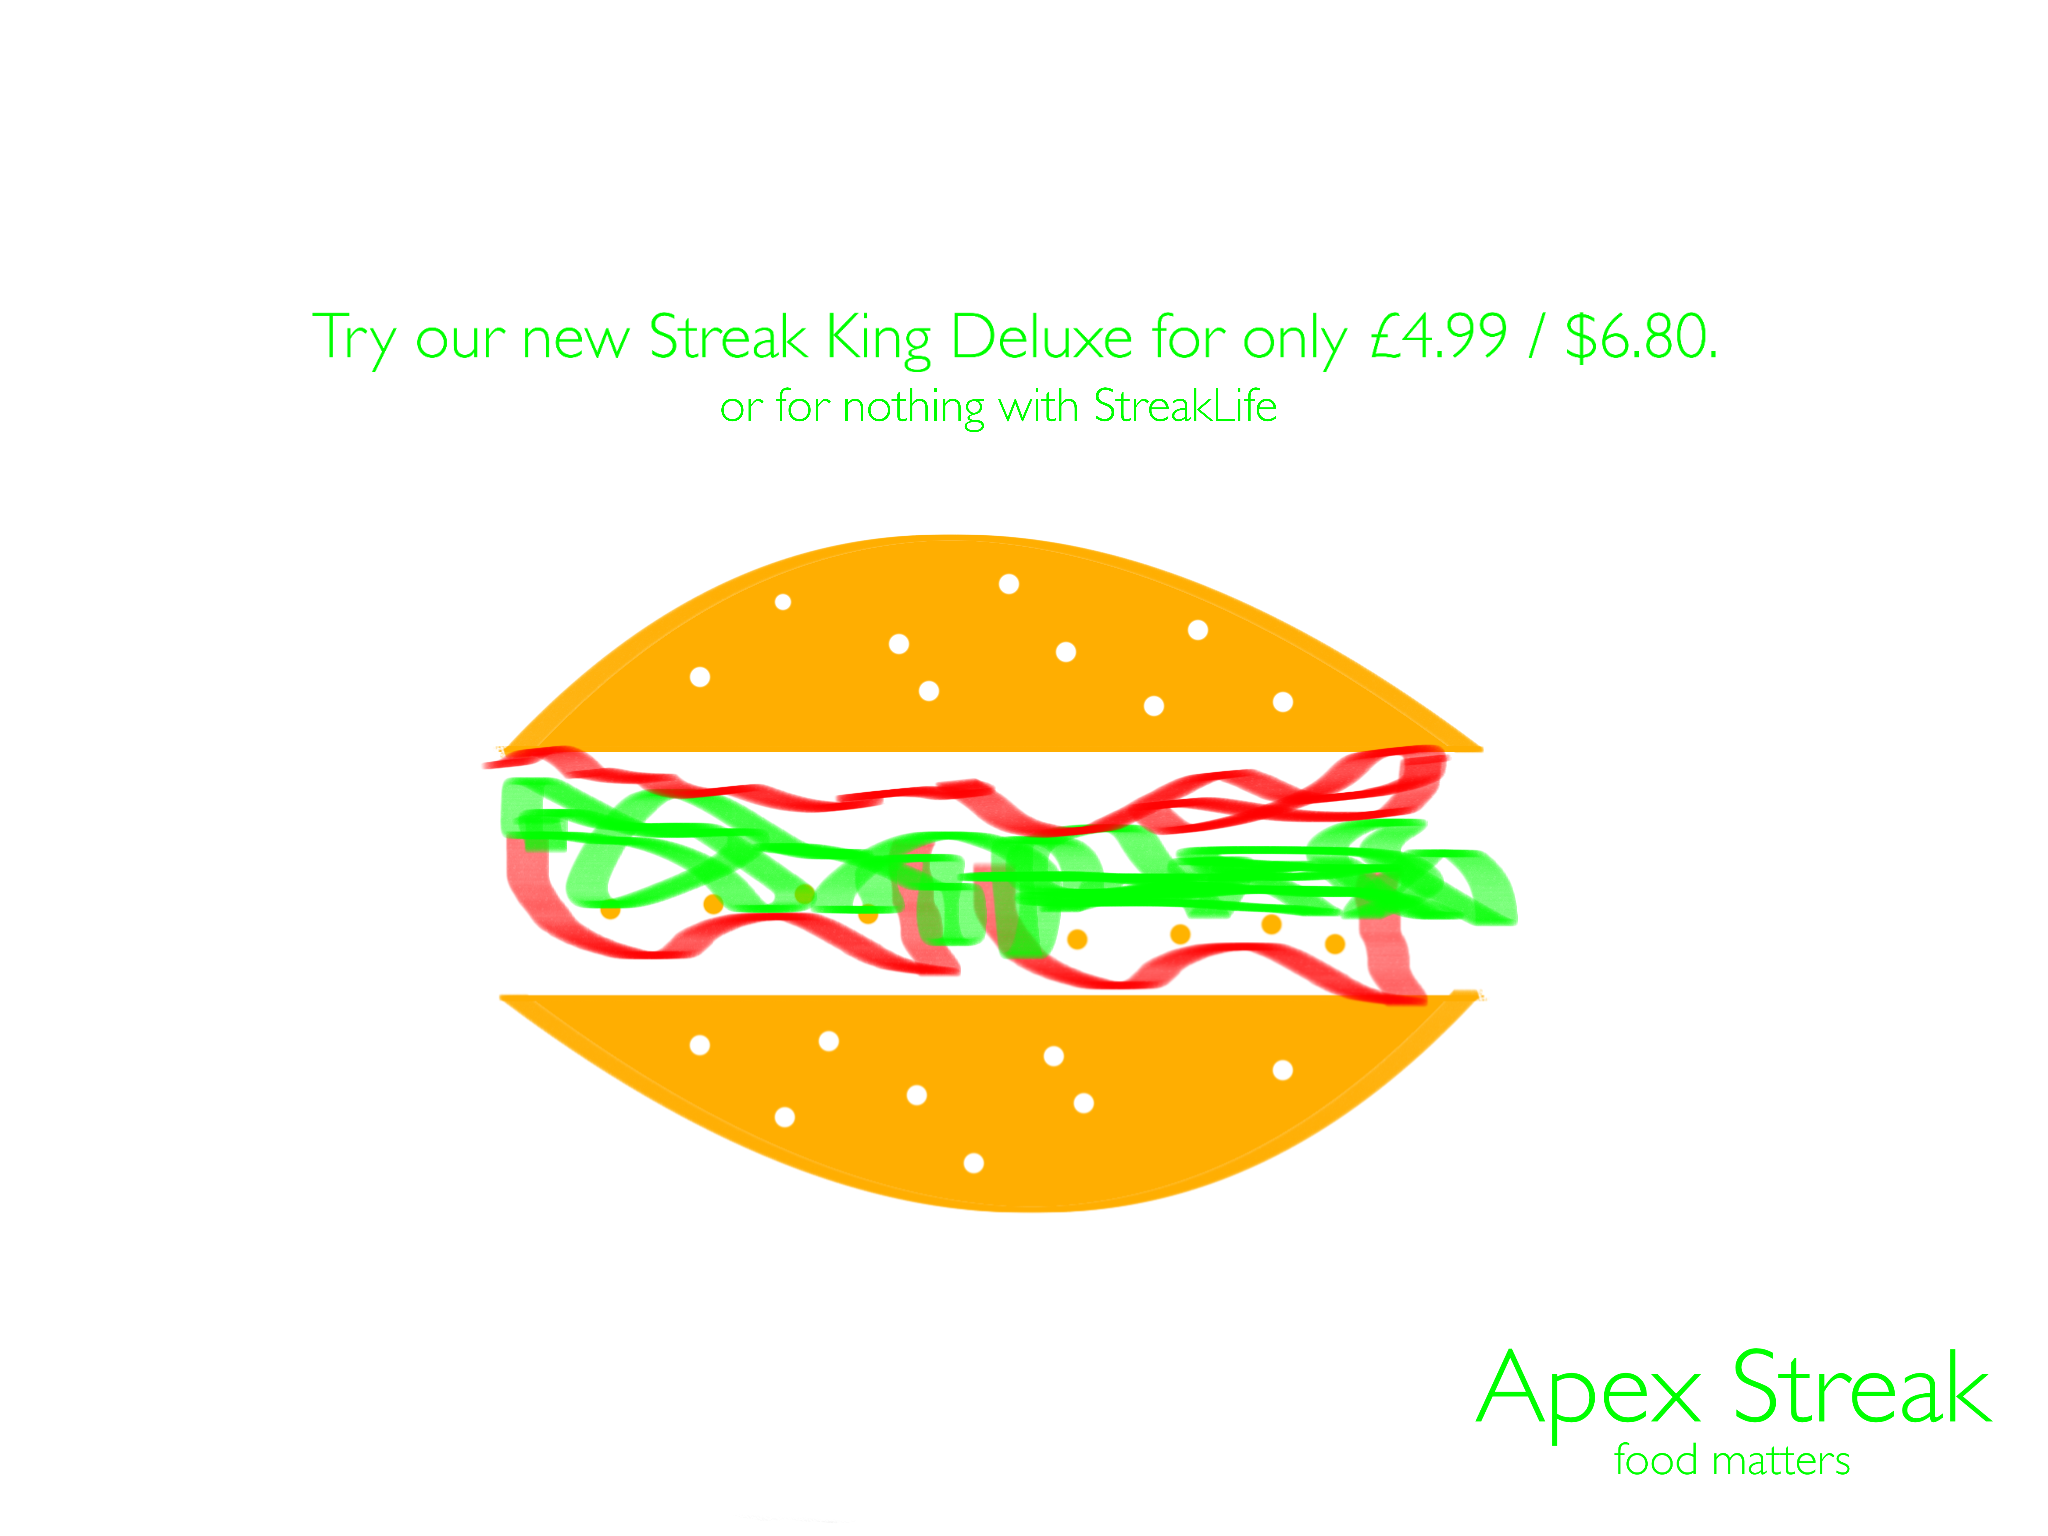 Try our new Streak King Deluxe for only £4.99 / $6.80.
or for nothing with StreakLife
Apex Streak
food matters